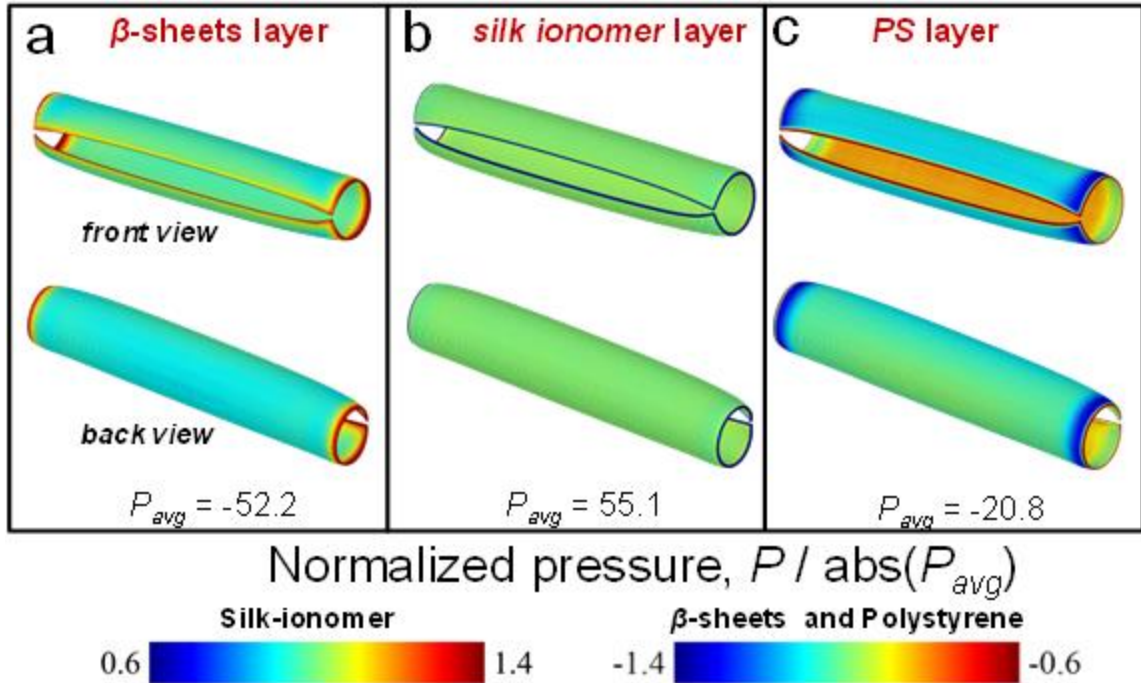 a β-sheets layer
front view
back view
Pavg = -52.2
b silk ionomer layer
Pavg = 55.1
c PS layer
Pavg = -20.8
Normalized pressure, P / abs(Pavg)
Silk-ionomer
0.6 1.4
β-sheets and Polystyrene
-1.4 -0.6